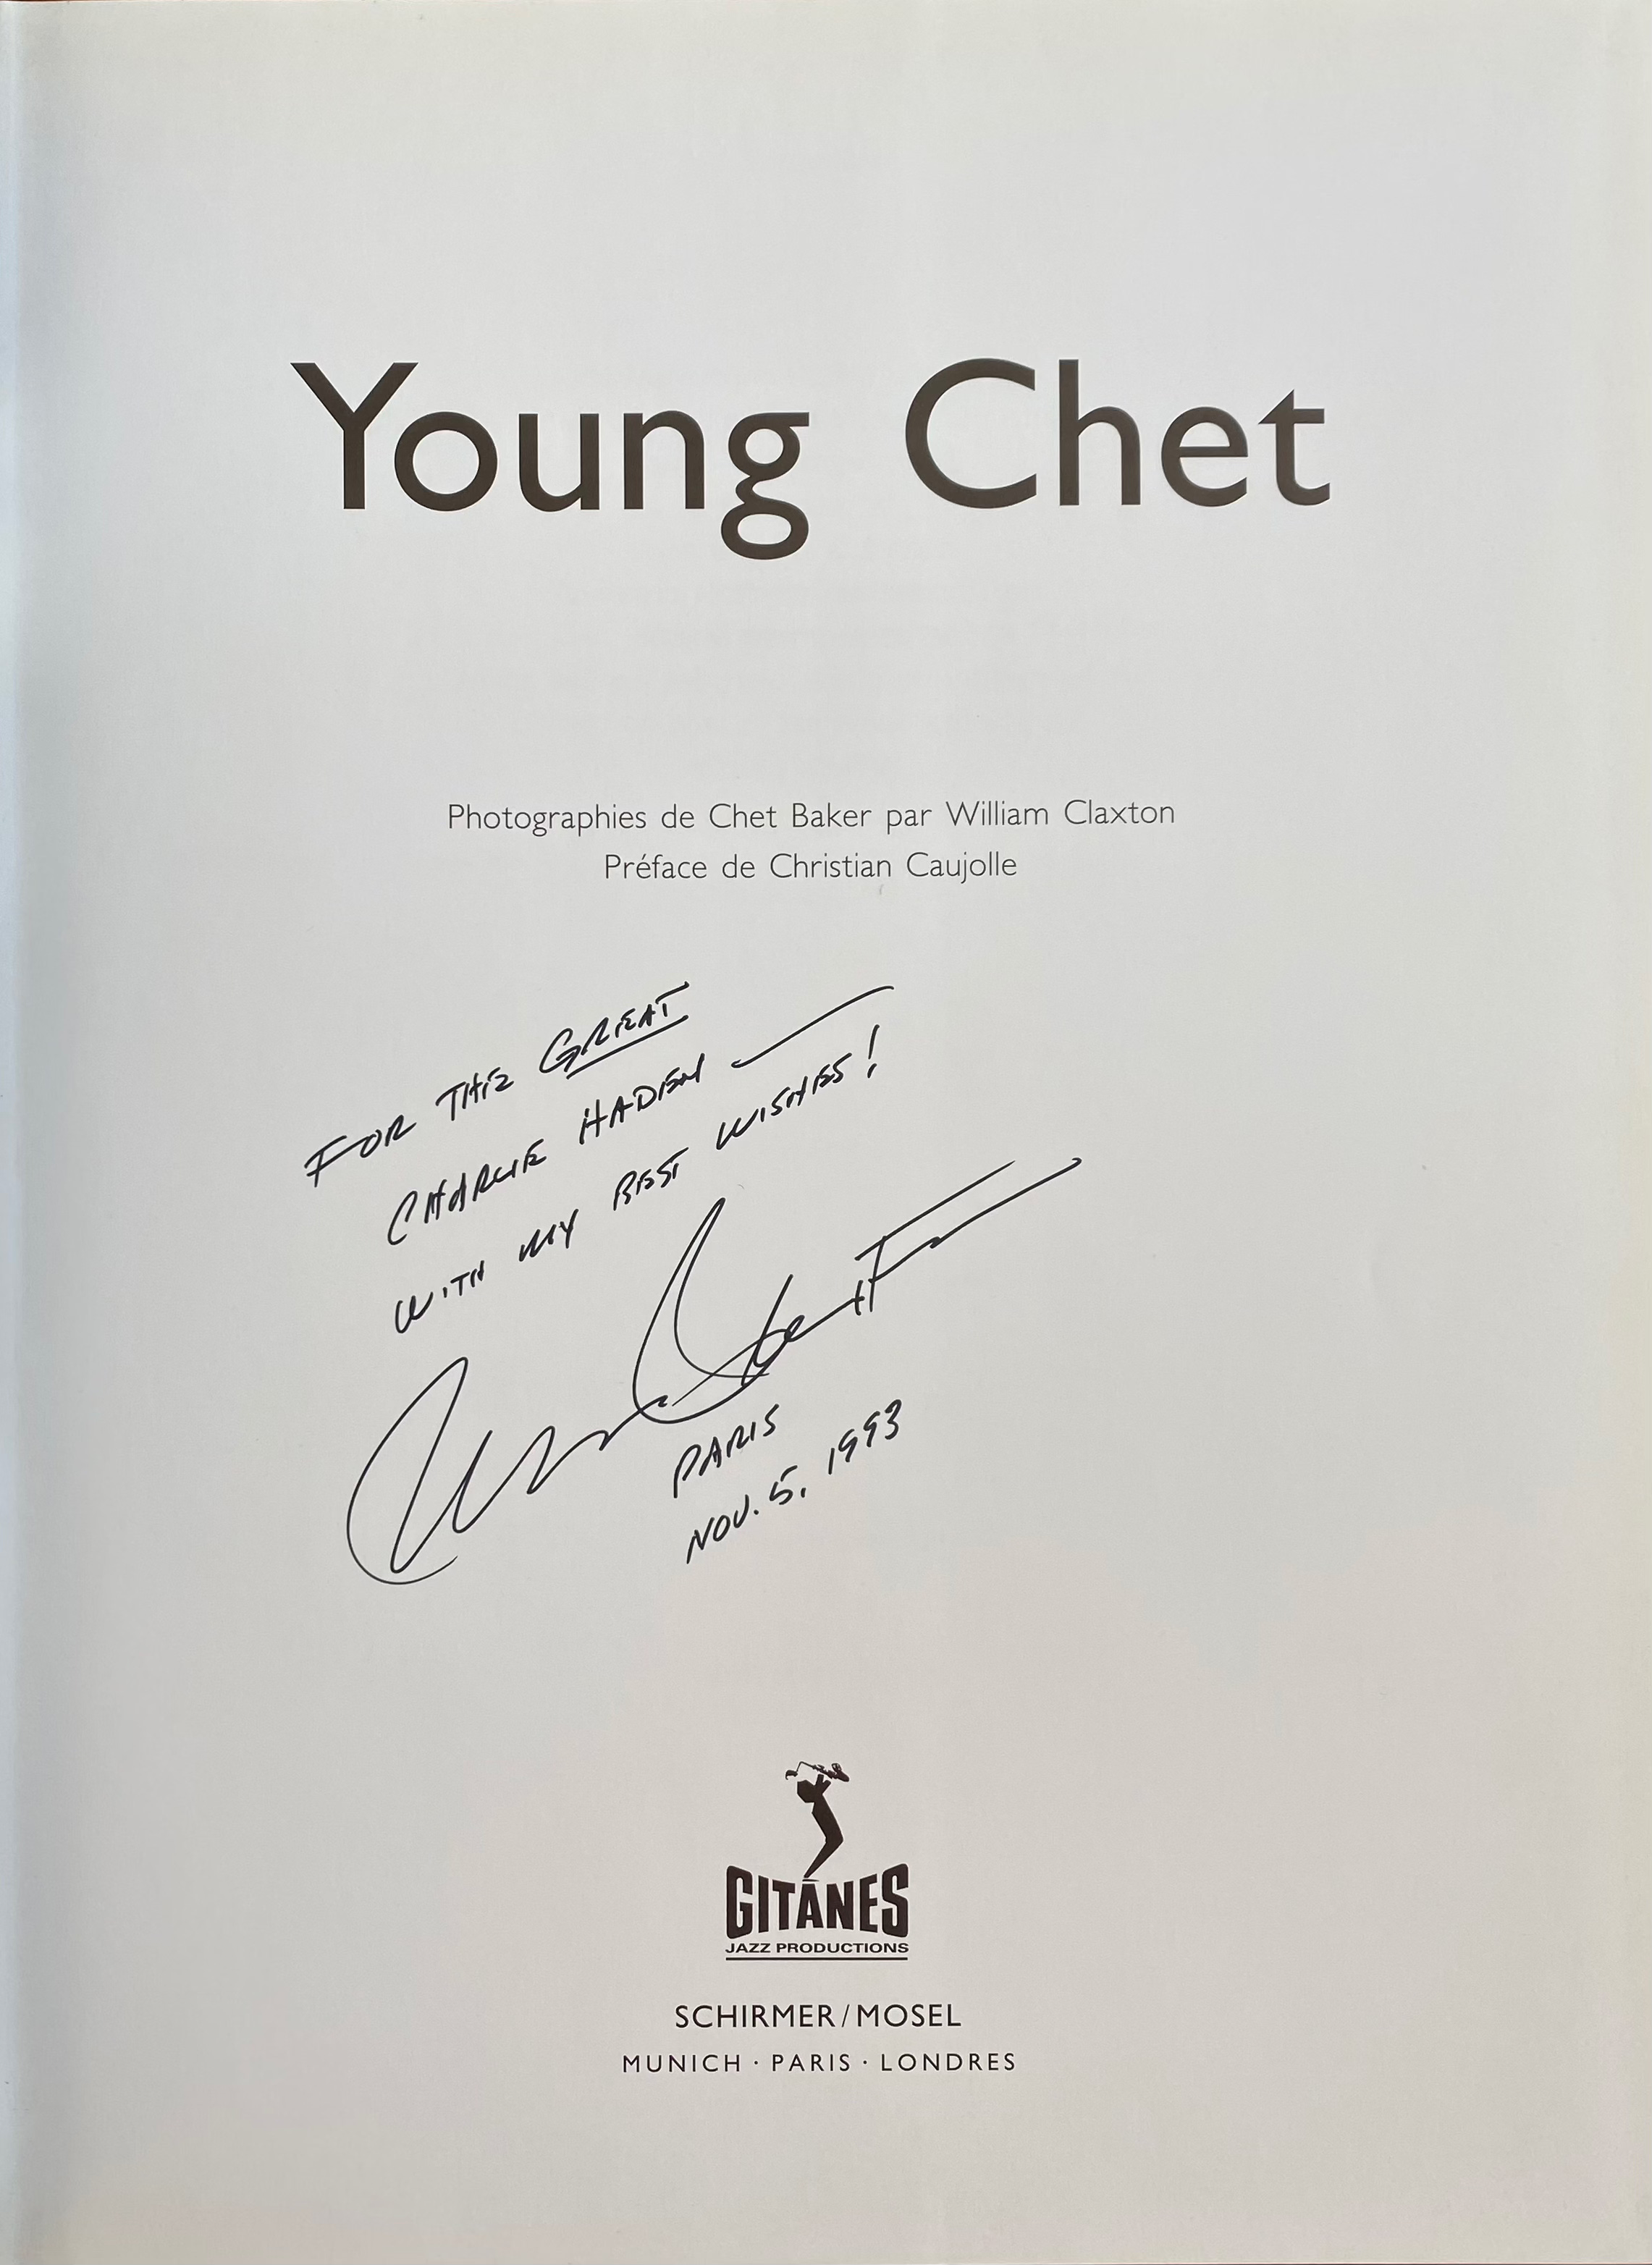 Young Chet
Photographies de Chet Baker par William Claxton
Préface de Christian Caujolle
FOR THE GREAT
CHARLIE HADEN —
WITH MY BEST WISHES!
PARIS
NOV. 5, 1993
GITANES
JAZZ PRODUCTIONS
SCHIRMER/MOSEL
MUNICH · PARIS · LONDRES